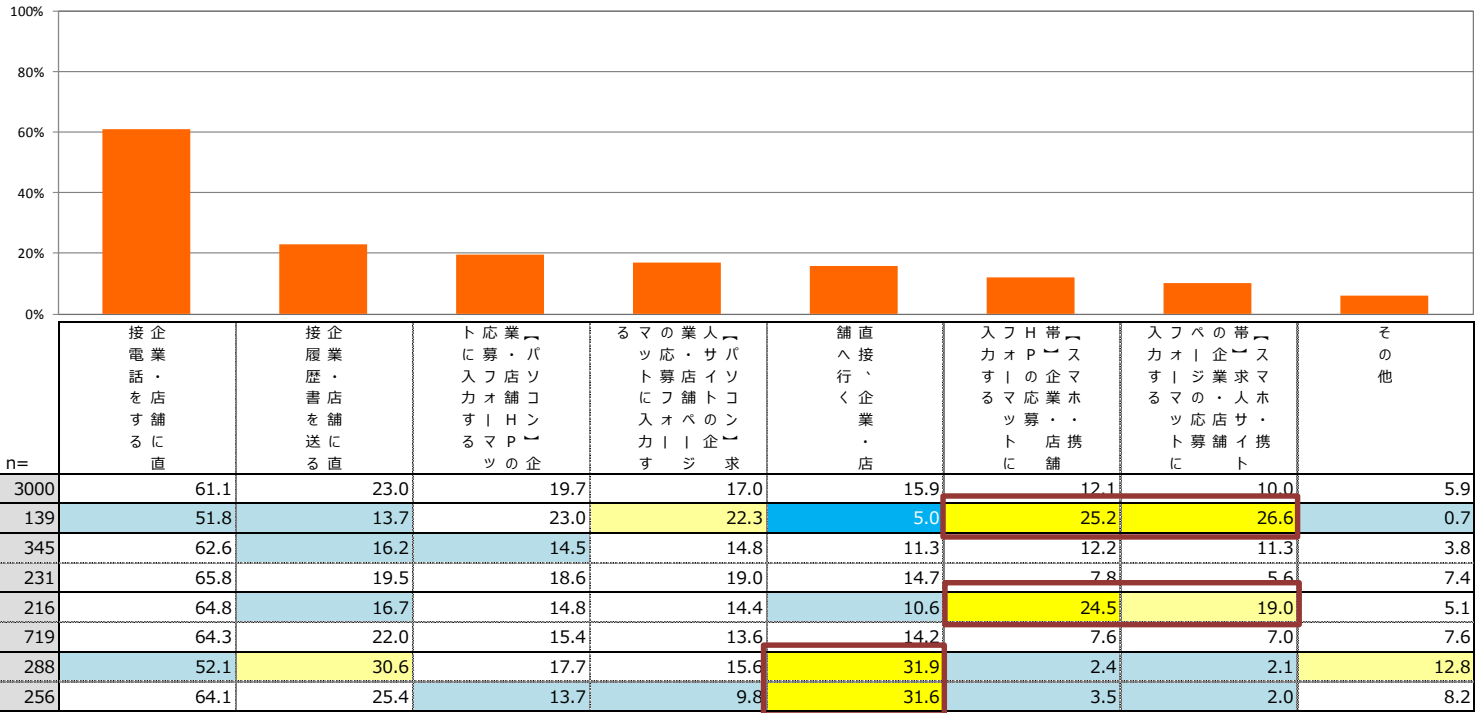 100%
80%
60%
40%
20%
0%
企業・店舗に直
接電話をする
企業・店舗に直
接履歴書を送る
【パソコン】企
業・店舗HPの
応募フォーマッ
トに入力する
【パソコン】求
人サイトの企
業・店舗ページ
の応募フォー
マットに入力す
る
直接、企業・店
舗へ行く
【スマホ・携
帯】企業・店舗
HPの応募
フォーマットに
入力する
【スマホ・携
帯】求人サイト
の企業・店舗
ページの応募
フォーマットに
入力する
その他
n=
3000 61.1 23.0 19.7 17.0 15.9 12.1 10.0 5.9
139 51.8 13.7 23.0 22.3 5.0 25.2 26.6 0.7
345 62.6 16.2 14.5 14.8 11.3 12.2 11.3 3.8
231 65.8 19.5 18.6 19.0 14.7 7.8 5.6 7.4
216 64.8 16.7 14.8 14.4 10.6 24.5 19.0 5.1
719 64.3 22.0 15.4 13.6 14.2 7.6 7.0 7.6
288 52.1 30.6 17.7 15.6 31.9 2.4 2.1 12.8
256 64.1 25.4 13.7 9.8 31.6 3.5 2.0 8.2